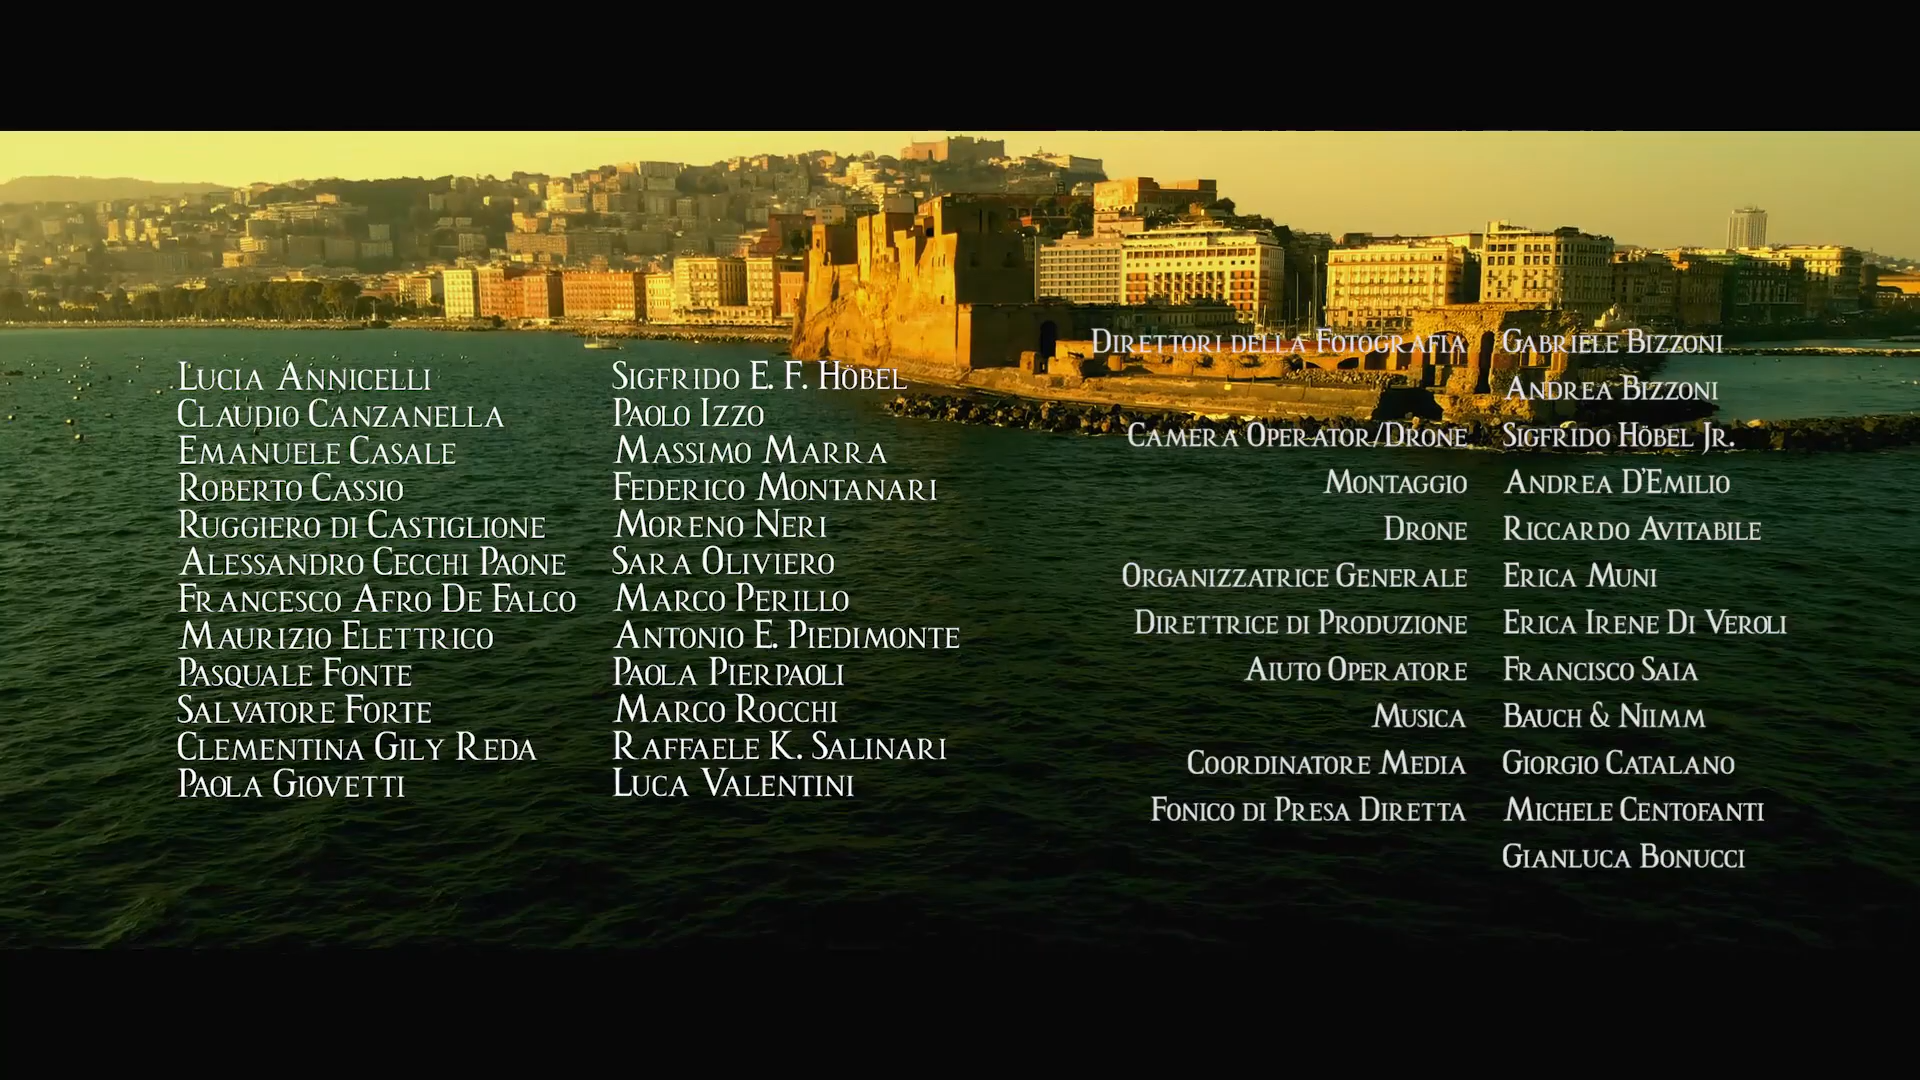 Lucia Annicelli
Claudio Canzanella
Emanuele Casale
Roberto Cassio
Ruggiero di Castiglione
Alessandro Cecchi Paone
Francesco Afro De Falco
Maurizio Elettrico
Pasquale Fonte
Salvatore Forte
Clementina Gily Reda
Paola Giovetti
Sigfrido E. F. Höbel
Paolo Izzo
Massimo Marra
Federico Montanari
Moreno Neri
Sara Oliviero
Marco Perillo
Antonio E. Piedimonte
Paola Pierpaoli
Marco Rocchi
Raffaele K. Salinari
Luca Valentini
Direttori della Fotografia Gabriele Bizzoni
Andrea Bizzoni
Camera Operator/Drone Sigfrido Höbel Jr.
Montaggio Andrea D'Emilio
Drone Riccardo Avitabile
Organizzatrice Generale Erica Muni
Direttrice di Produzione Erica Irene Di Veroli
Aiuto Operatore Francisco Saia
Musica Bauch & Niimm
Coordinatore Media Giorgio Catalano
Fonico di Presa Diretta Michele Centofanti
Gianluca Bonucci